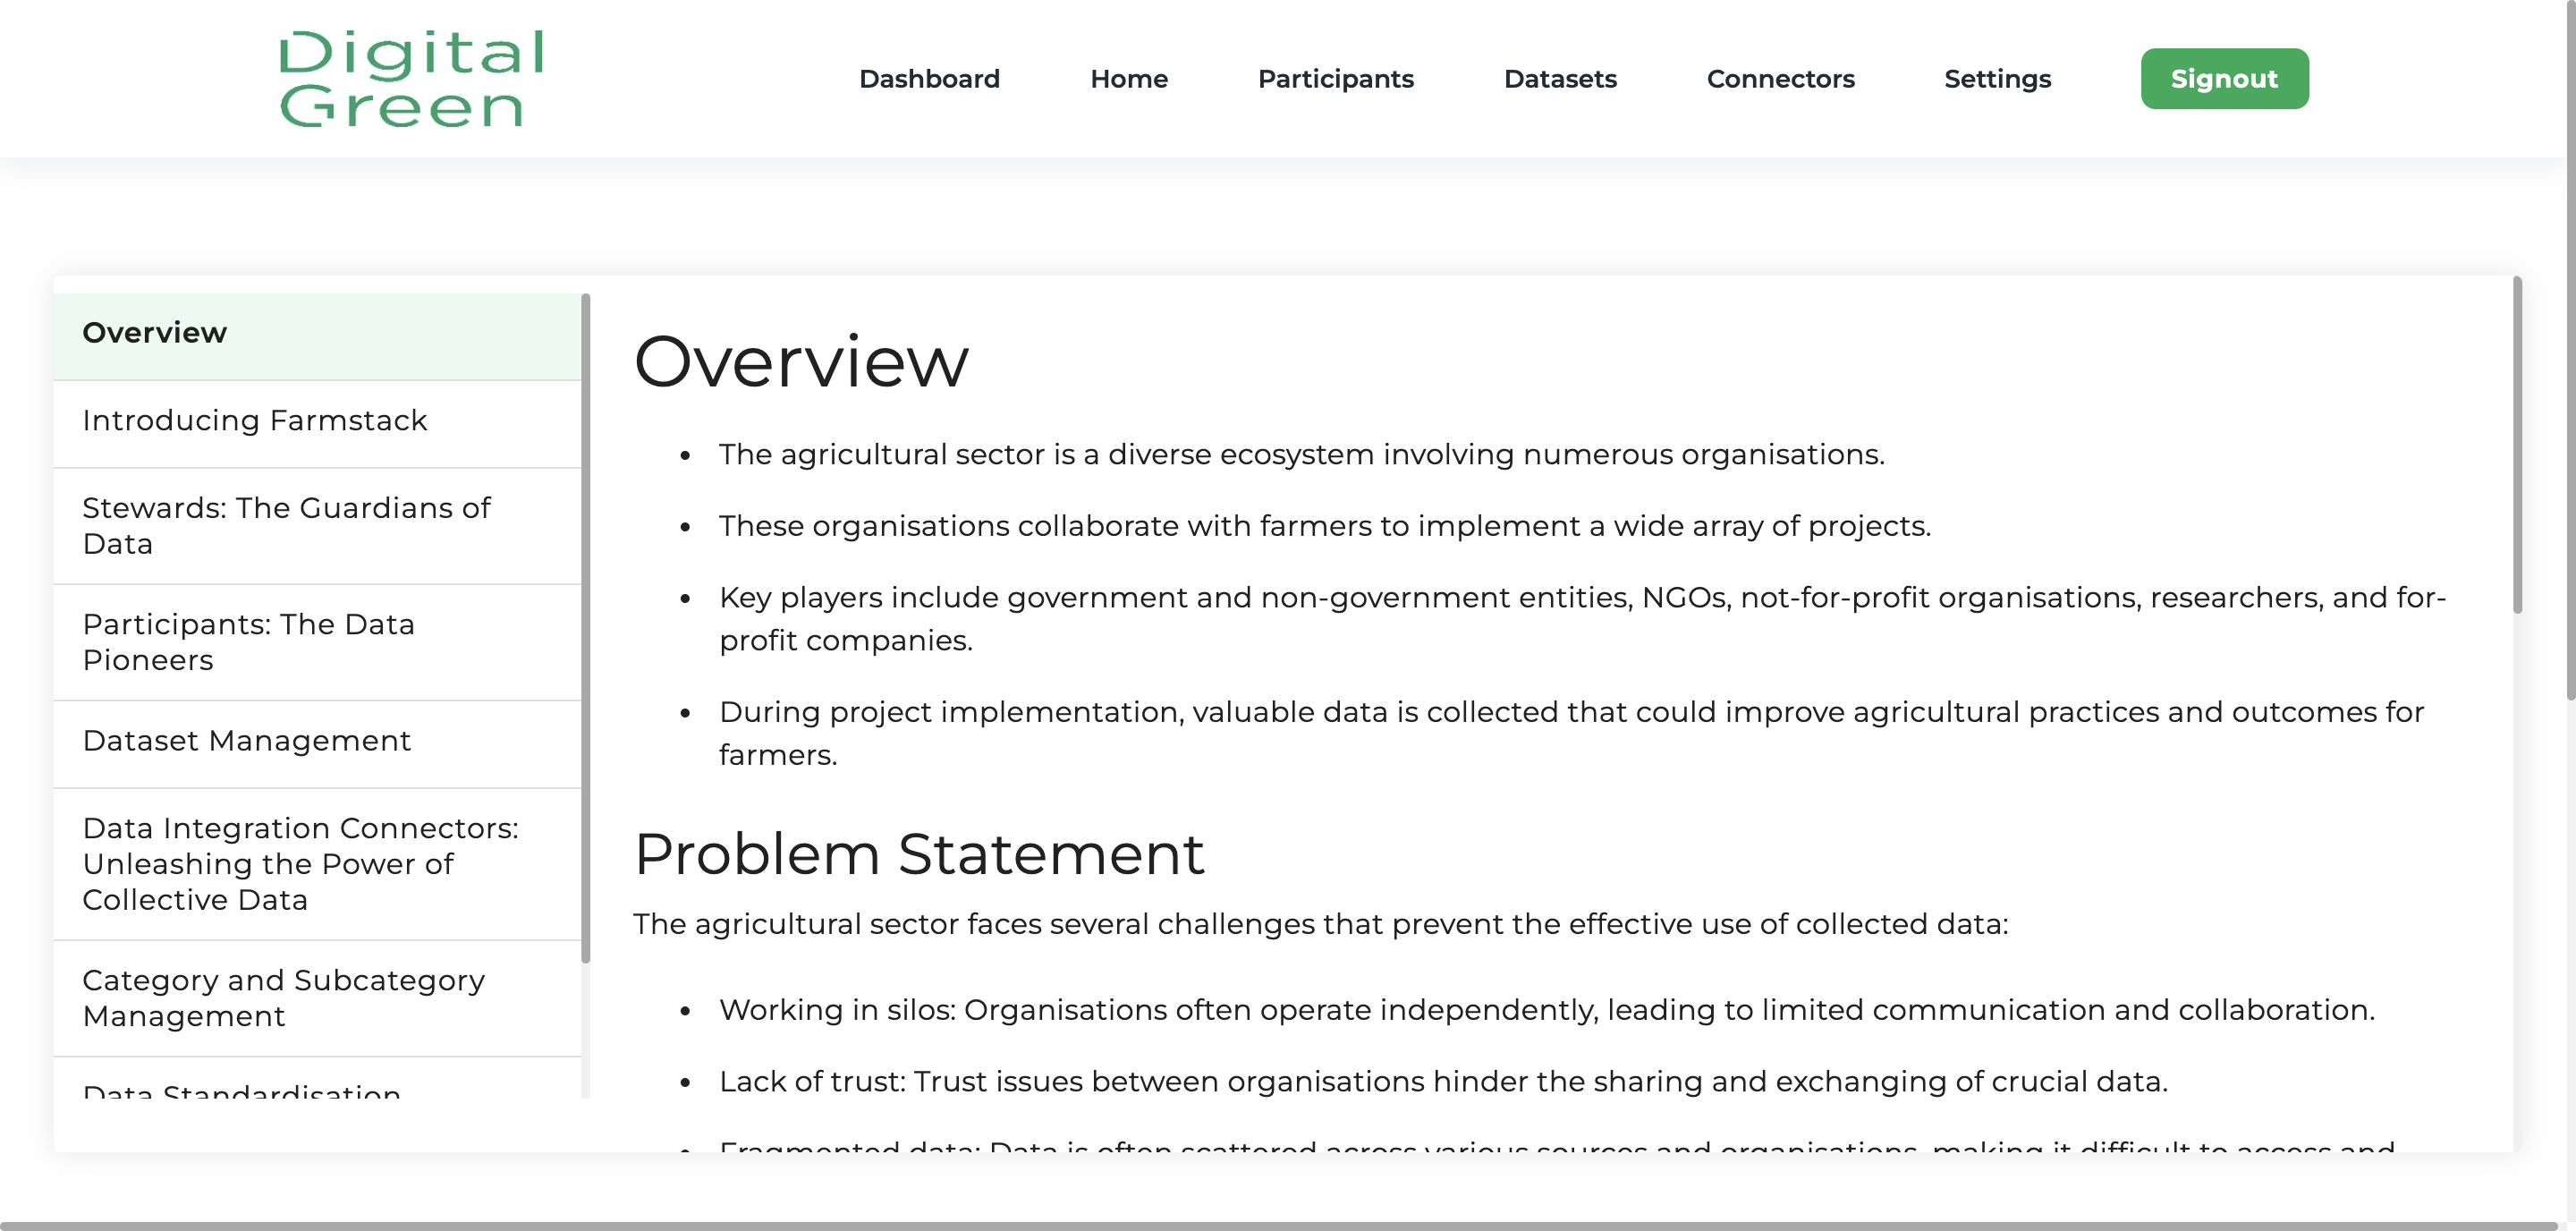 Digital
Green
Dashboard
Home
Participants
Datasets
Connectors
Settings
Signout
Overview
Introducing Farmstack
Stewards: The Guardians of
Data
Participants: The Data
Pioneers
Dataset Management
Data Integration Connectors:
Unleashing the Power of
Collective Data
Category and Subcategory
Management
Data Standardisation
Overview
• The agricultural sector is a diverse ecosystem involving numerous organisations.
• These organisations collaborate with farmers to implement a wide array of projects.
• Key players include government and non-government entities, NGOs, not-for-profit organisations, researchers, and for-
profit companies.
• During project implementation, valuable data is collected that could improve agricultural practices and outcomes for
farmers.
Problem Statement
The agricultural sector faces several challenges that prevent the effective use of collected data:
• Working in silos: Organisations often operate independently, leading to limited communication and collaboration.
• Lack of trust: Trust issues between organisations hinder the sharing and exchanging of crucial data.
• Fragmented data: Data is often scattered across various sources and organisations, making it difficult to access and